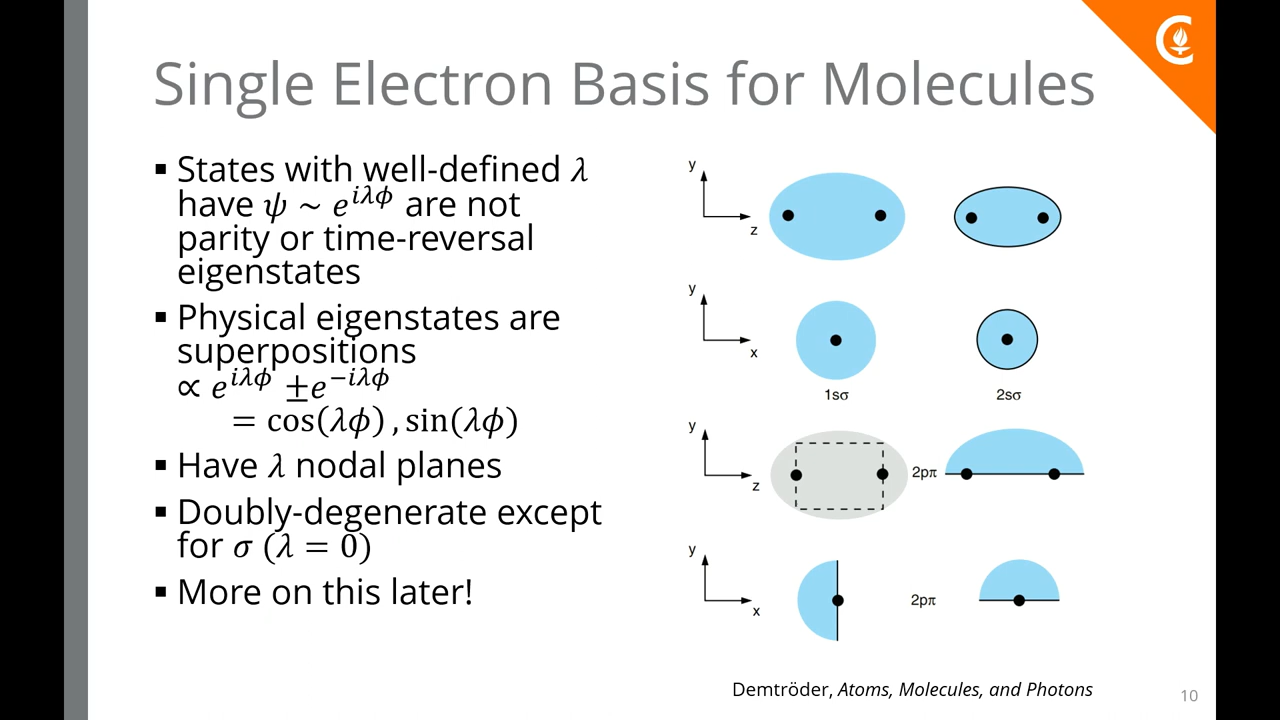 Single Electron Basis for Molecules
▪ States with well-defined λ
have ψ ~ e^{iλϕ} are not
parity or time-reversal
eigenstates
▪ Physical eigenstates are
superpositions
∝ e^{iλϕ} ± e^{-iλϕ}
= cos(λϕ), sin(λϕ)
▪ Have λ nodal planes
▪ Doubly-degenerate except
for σ (λ = 0)
▪ More on this later!
y
z
y
x
1sσ 2sσ
y
z
2pπ
y
x
2pπ
Demtröder, Atoms, Molecules, and Photons
10